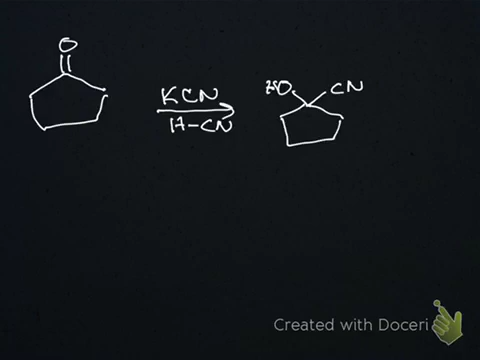 O
KCN
H-CN
HO CN
Created with Doceri